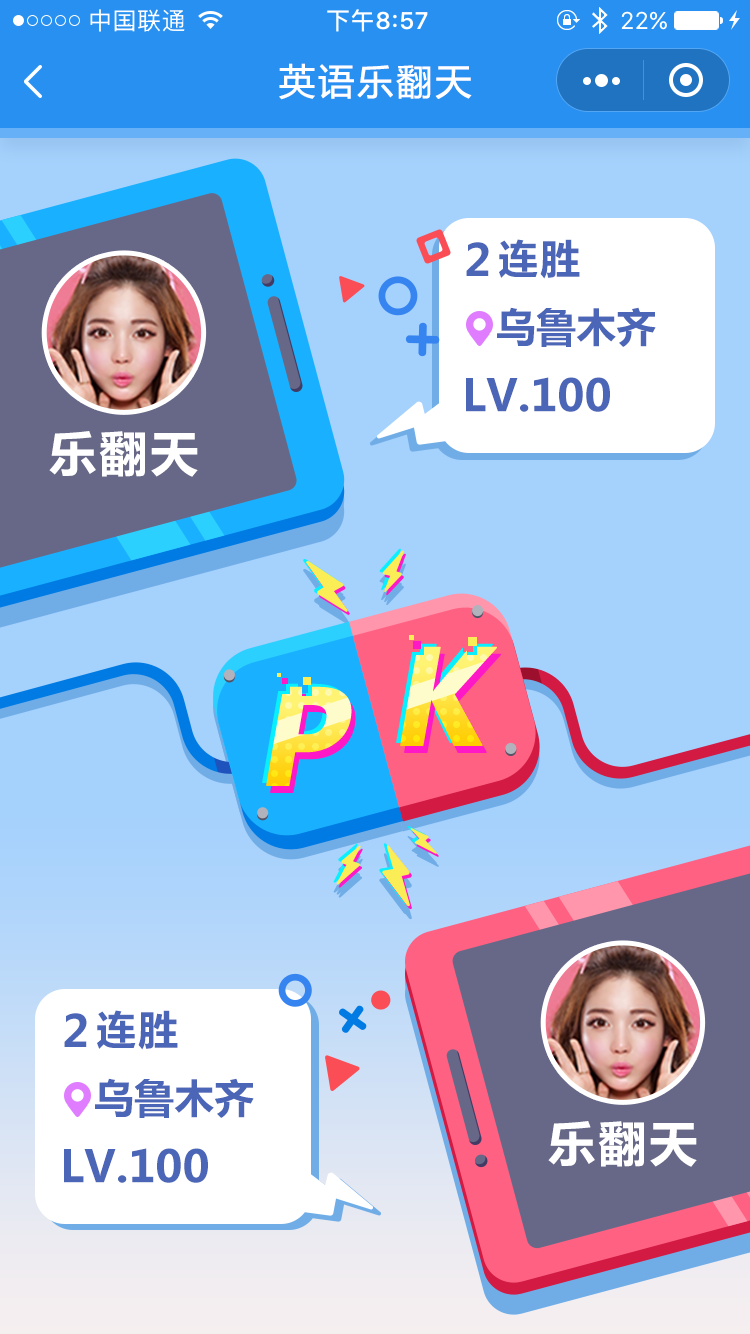 中国联通
下午8:57
22%
英语乐翻天
2 连胜
乌鲁木齐
LV.100
乐翻天
PK
2 连胜
乌鲁木齐
LV.100
乐翻天